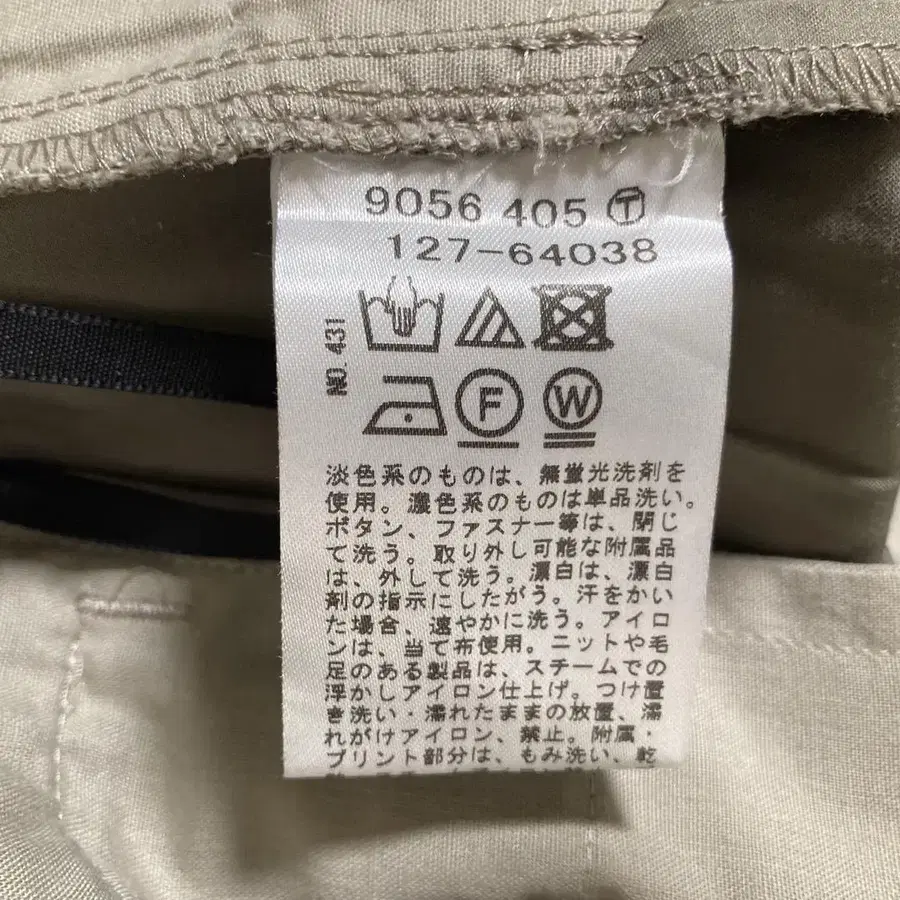 9056 405 Ⓣ
127-64038
NO. 431
F
W
淡色系のものは、無蛍光洗剤を
使用。濃色系のものは単品洗い。
ボタン、ファスナー等は、閉じ
て洗う。取り外し可能な附属品
は、外して洗う。漂白は、漂白
剤の指示にしたがう。汗をかい
た場合、速やかに洗う。アイロ
ンは、当て布使用。ニットや毛
足のある製品は、スチームでの
浮かしアイロン仕上げ。つけ置
き洗い・濡れたままの放置、濡
れがけアイロン、禁止。附属・
プリント部分は、もみ洗い、乾